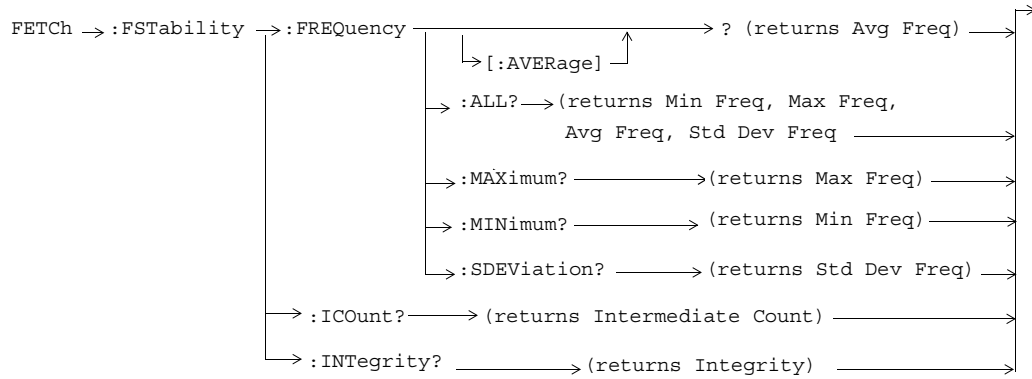 FETCh :FSTability :FREQuency ? (returns Avg Freq)
[:AVERage]
:ALL? (returns Min Freq, Max Freq,
Avg Freq, Std Dev Freq
:MAXimum? (returns Max Freq)
:MINimum? (returns Min Freq)
:SDEViation? (returns Std Dev Freq)
:ICOunt? (returns Intermediate Count)
:INTegrity? (returns Integrity)